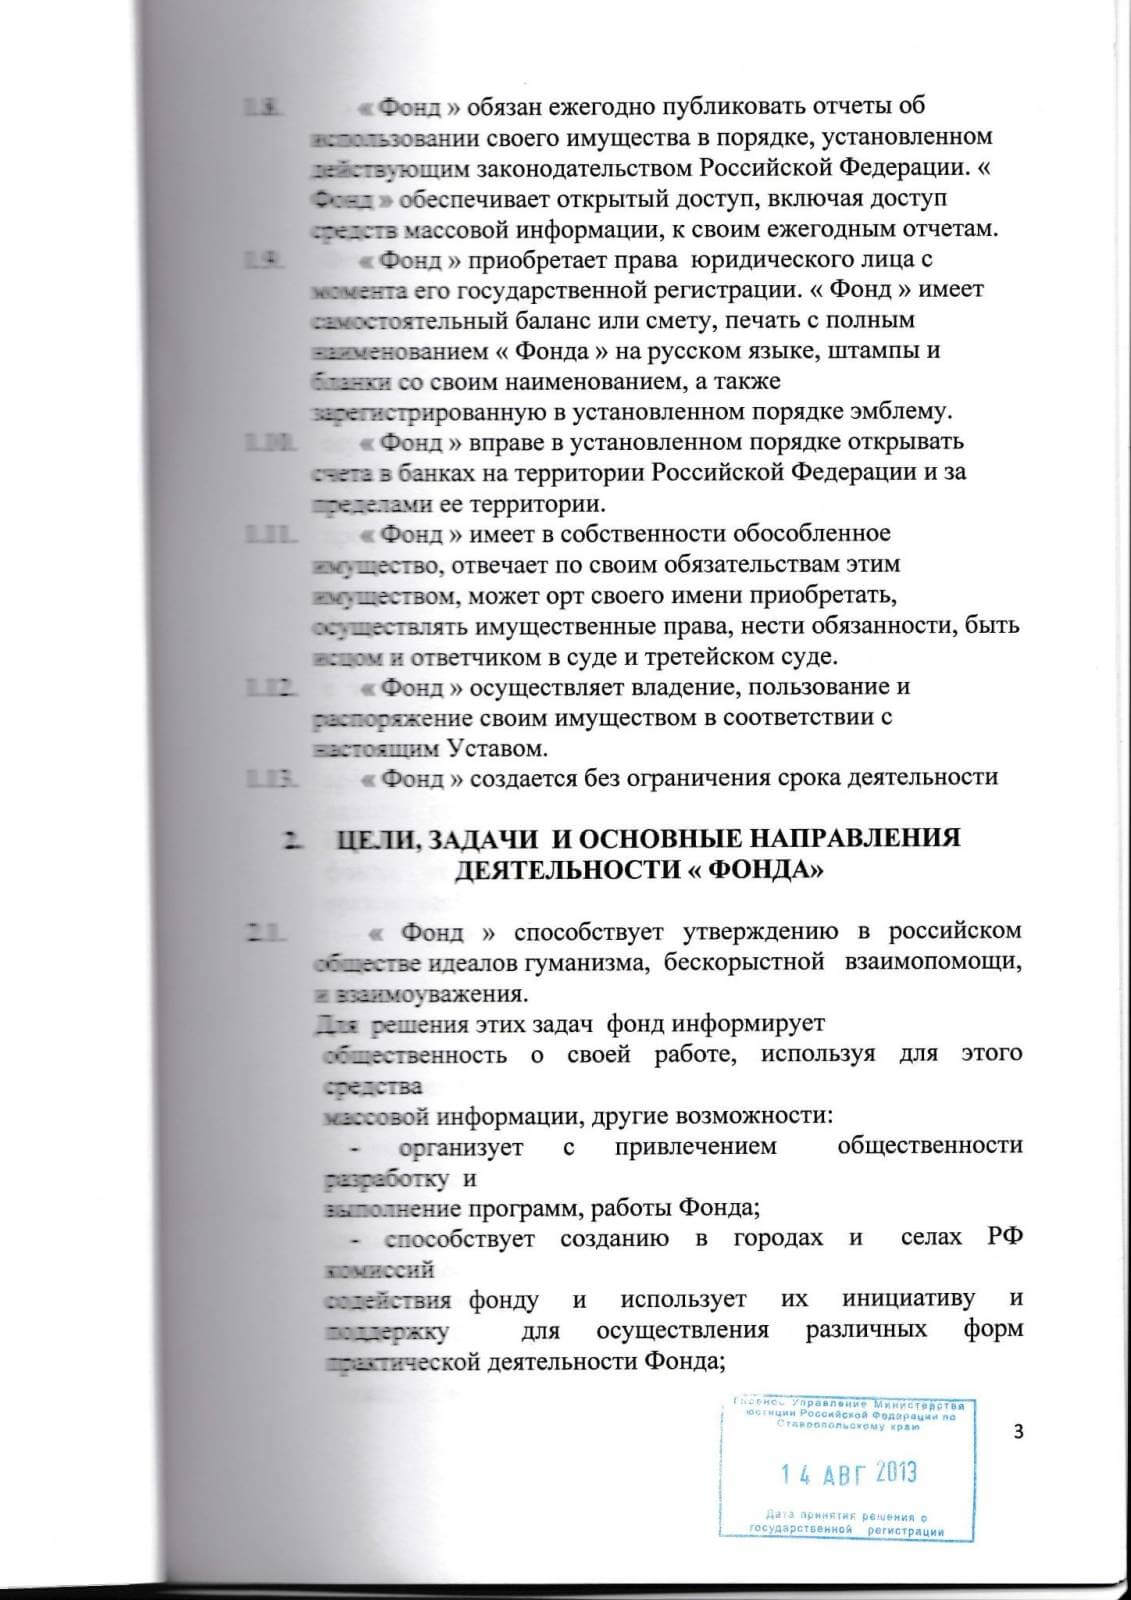 1.8. « Фонд » обязан ежегодно публиковать отчеты об
использовании своего имущества в порядке, установленном
действующим законодательством Российской Федерации. «
Фонд » обеспечивает открытый доступ, включая доступ
средств массовой информации, к своим ежегодным отчетам.
1.9. « Фонд » приобретает права юридического лица с
момента его государственной регистрации. « Фонд » имеет
самостоятельный баланс или смету, печать с полным
наименованием « Фонда » на русском языке, штампы и
бланки со своим наименованием, а также
зарегистрированную в установленном порядке эмблему.
1.10. « Фонд » вправе в установленном порядке открывать
счета в банках на территории Российской Федерации и за
пределами ее территории.
1.11. « Фонд » имеет в собственности обособленное
имущество, отвечает по своим обязательствам этим
имуществом, может орт своего имени приобретать,
осуществлять имущественные права, нести обязанности, быть
исцом и ответчиком в суде и третейском суде.
1.12. « Фонд » осуществляет владение, пользование и
распоряжение своим имуществом в соответствии с
настоящим Уставом.
1.13. « Фонд » создается без ограничения срока деятельности
2. ЦЕЛИ, ЗАДАЧИ И ОСНОВНЫЕ НАПРАВЛЕНИЯ
ДЕЯТЕЛЬНОСТИ « ФОНДА»
2.1. « Фонд » способствует утверждению в российском
обществе идеалов гуманизма, бескорыстной взаимопомощи,
и взаимоуважения.
Для решения этих задач фонд информирует
общественность о своей работе, используя для этого
средства
массовой информации, другие возможности:
- организует с привлечением общественности
разработку и
выполнение программ, работы Фонда;
- способствует созданию в городах и селах РФ
комиссий
содействия фонду и использует их инициативу и
поддержку для осуществления различных форм
практической деятельности Фонда;
Главное Управление Министерства
юстиции Российской Федерации по
Ставропольскому краю
14 АВГ 2013
Дата принятия решения о
государственной регистрации
3